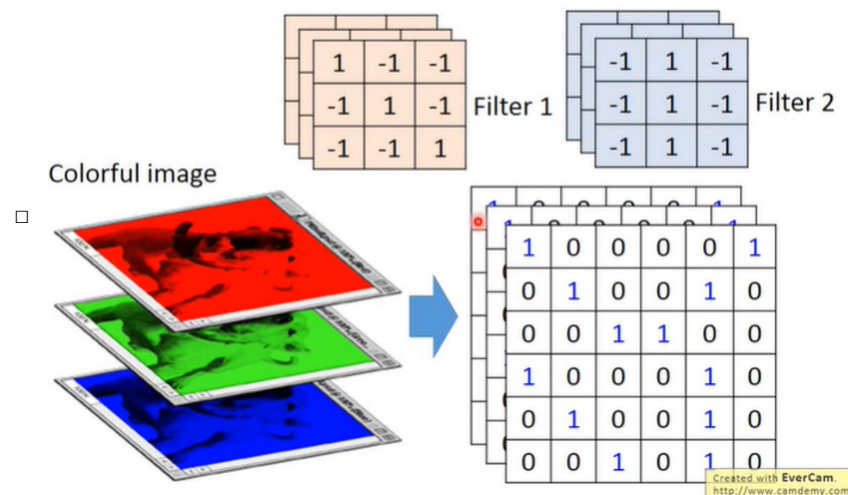 1 -1 -1
-1 1 -1
-1 -1 1
Filter 1
-1 1 -1
-1 1 -1
-1 1 -1
Filter 2
Colorful image
1 0 0 0 0 1
0 1 0 0 1 0
0 0 1 1 0 0
1 0 0 0 1 0
0 1 0 0 1 0
0 0 1 0 1 0
Created with EverCam.
http://www.camdemy.com